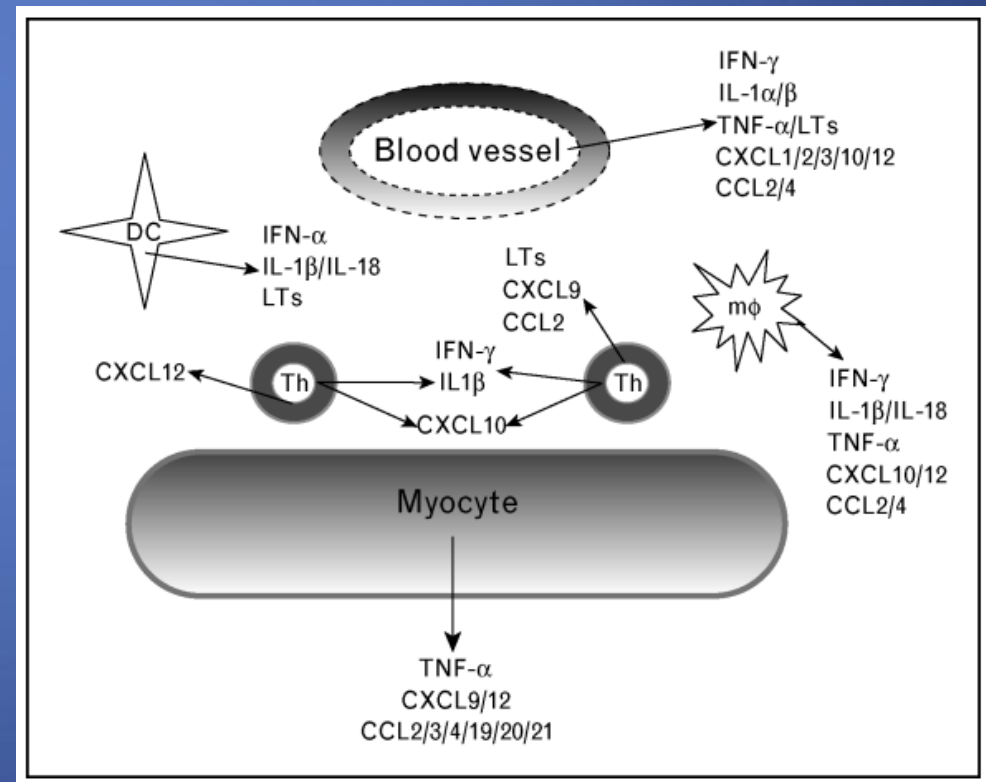 IFN-γ
IL-1α/β
TNF-α/LTs
CXCL1/2/3/10/12
CCL2/4
Blood vessel
DC
IFN-α
IL-1β/IL-18
LTs
LTs
CXCL9
CCL2
mφ
CXCL12
Th
IFN-γ
IL1β
CXCL10
Th
IFN-γ
IL-1β/IL-18
TNF-α
CXCL10/12
CCL2/4
Myocyte
TNF-α
CXCL9/12
CCL2/3/4/19/20/21